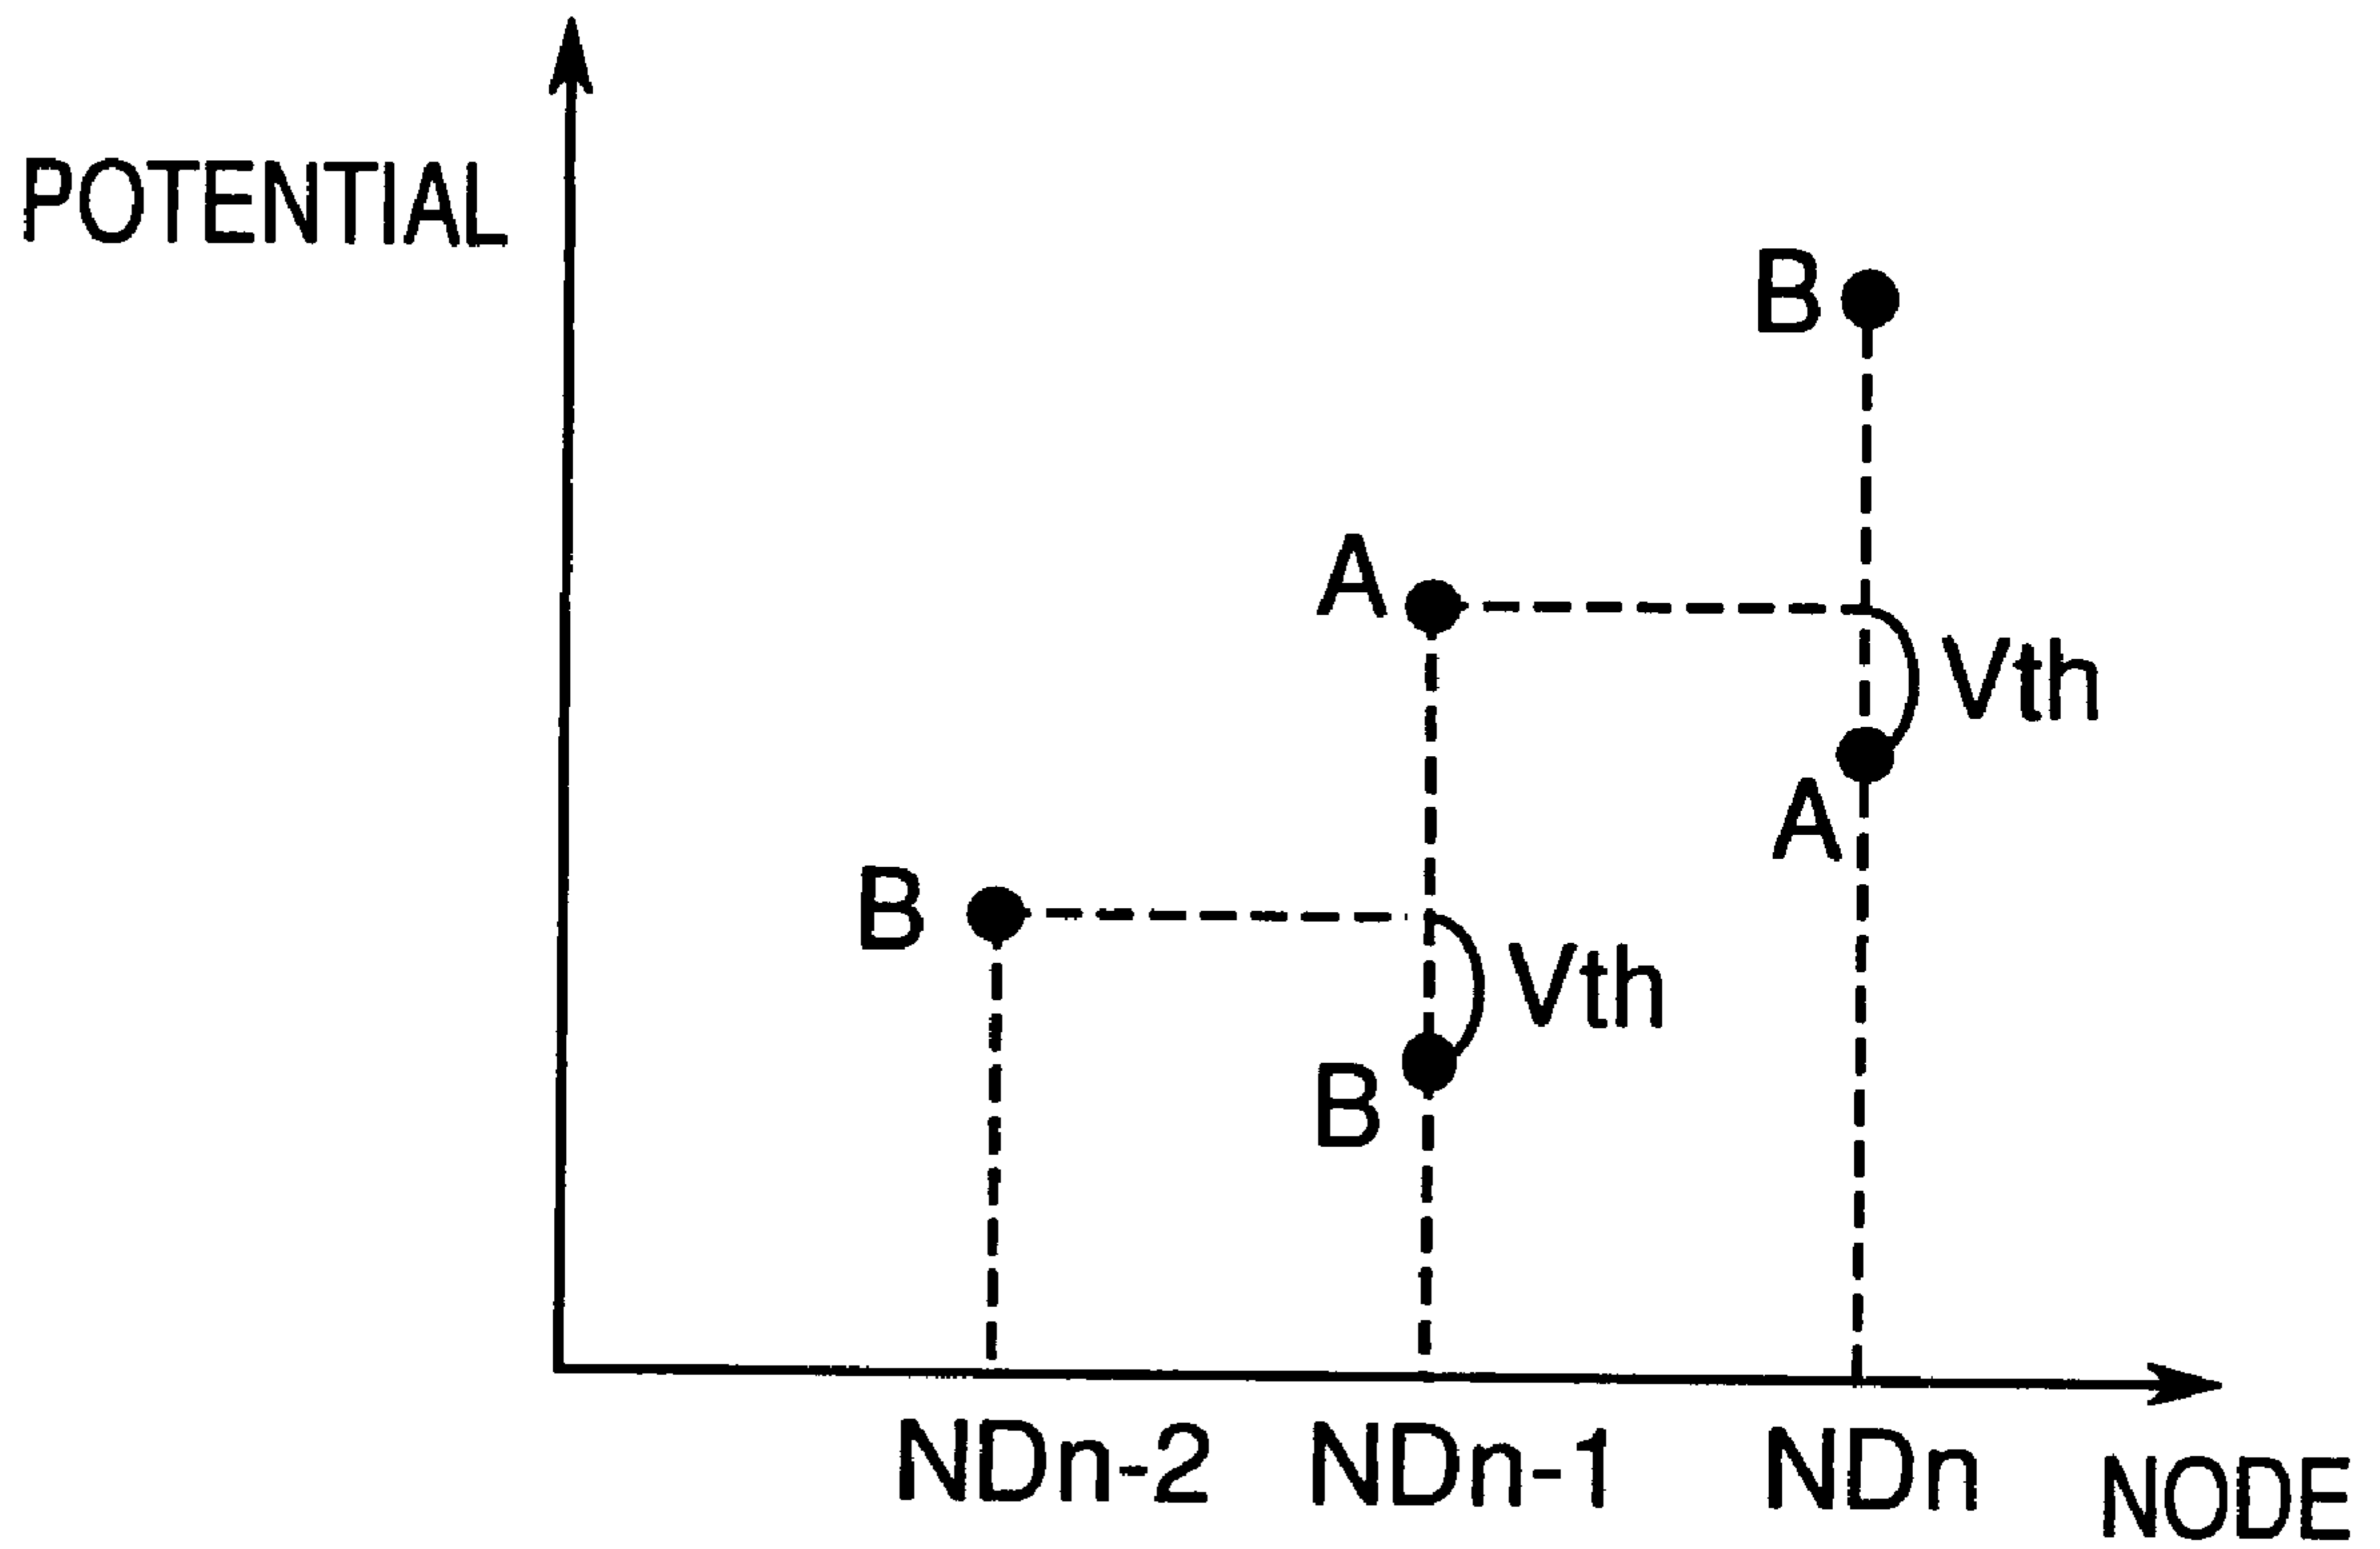 POTENTIAL
B
A
Vth
A
B
Vth
B
NDn-2 NDn-1 NDn
NODE